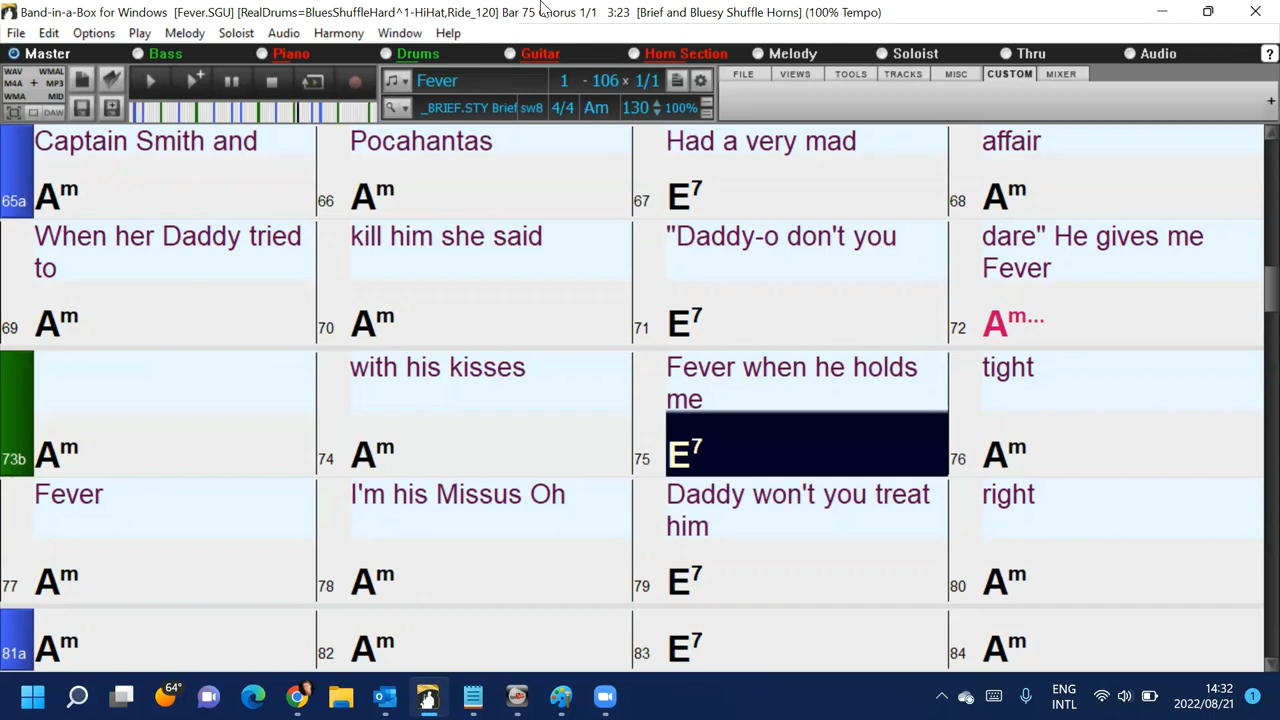 Band-in-a-Box for Windows [Fever.SGU] [RealDrums=BluesShuffleHard^1-HiHat,Ride_120] Bar 75 Chorus 1/1 3:23 [Brief and Bluesy Shuffle Horns] (100% Tempo)
File Edit Options Play Melody Soloist Audio Harmony Window Help
Master Bass Piano Drums Guitar Horn Section Melody Soloist Thru Audio ?
WAV WMAL
M4A + MP3
WMA MID
DAW
Fever 1 - 106 x 1/1
_BRIEF.STY Brief sw8 4/4 Am 130 100%
FILE VIEWS TOOLS TRACKS MISC CUSTOM MIXER
+
Captain Smith and Pocahantas Had a very mad affair
65a Am 66 Am 67 E7 68 Am
When her Daddy tried kill him she said "Daddy-o don't you dare" He gives me
to Fever
69 Am 70 Am 71 E7 72 Am...
with his kisses Fever when he holds tight
me
73b Am 74 Am 75 E7 76 Am
Fever I'm his Missus Oh Daddy won't you treat right
him
77 Am 78 Am 79 E7 80 Am
81a Am 82 Am 83 E7 84 Am
64°
ENG
INTL
14:32
2022/08/21
1